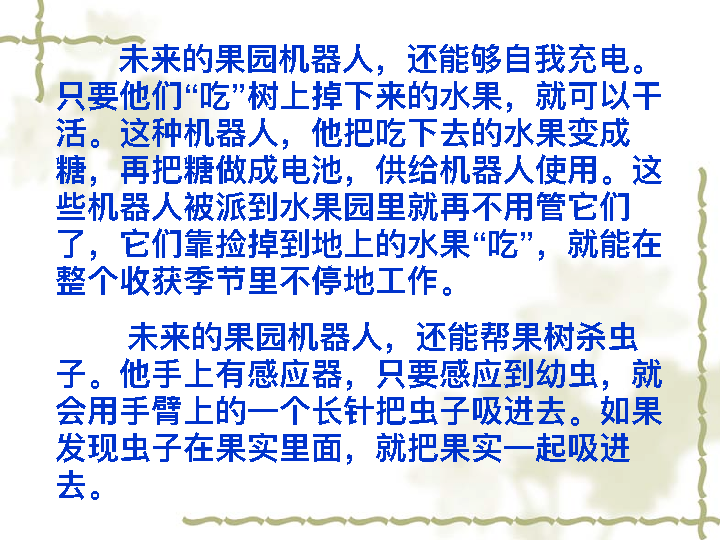 未来的果园机器人，还能够自我充电。
只要他们“吃”树上掉下来的水果，就可以干
活。这种机器人，他把吃下去的水果变成
糖，再把糖做成电池，供给机器人使用。这
些机器人被派到水果园里就再不用管它们
了，它们靠捡掉到地上的水果“吃”，就能在
整个收获季节里不停地工作。
未来的果园机器人，还能帮果树杀虫
子。他手上有感应器，只要感应到幼虫，就
会用手臂上的一个长针把虫子吸进去。如果
发现虫子在果实里面，就把果实一起吸进
去。